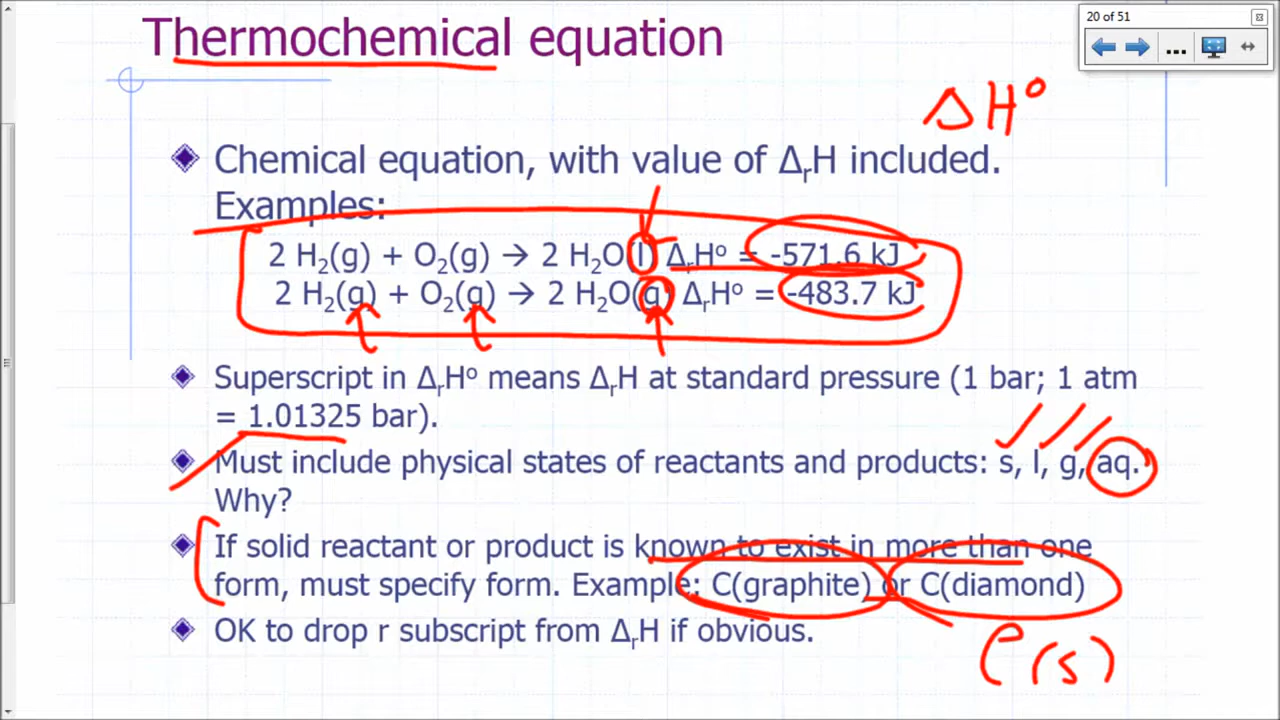 Thermochemical equation
20 of 51
ΔH⁰
Chemical equation, with value of ΔᵣH included.
Examples:
2 H₂(g) + O₂(g) → 2 H₂O(l) ΔᵣHᵒ = -571.6 kJ
2 H₂(g) + O₂(g) → 2 H₂O(g) ΔᵣHᵒ = -483.7 kJ
Superscript in ΔᵣHᵒ means ΔᵣH at standard pressure (1 bar; 1 atm
= 1.01325 bar).
Must include physical states of reactants and products: s, l, g, aq.
Why?
If solid reactant or product is known to exist in more than one
form, must specify form. Example: C(graphite) or C(diamond)
OK to drop r subscript from ΔᵣH if obvious.
C(s)